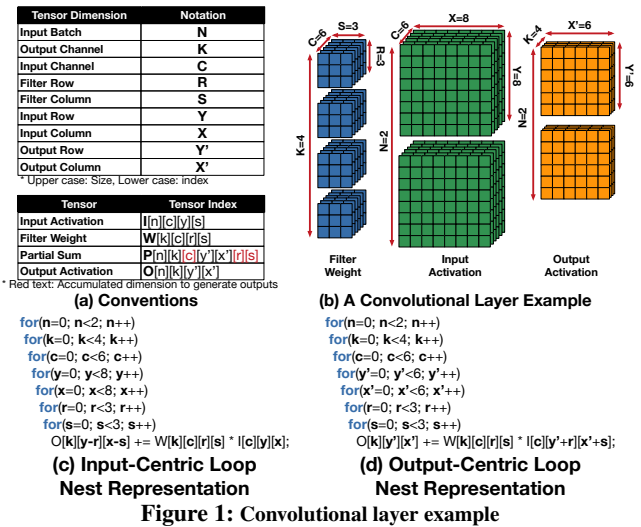 Tensor Dimension Notation
Input Batch N
Output Channel K
Input Channel C
Filter Row R
Filter Column S
Input Row Y
Input Column X
Output Row Y'
Output Column X'
* Upper case: Size, Lower case: index
Tensor Tensor Index
Input Activation I[n][c][y][s]
Filter Weight W[k][c][r][s]
Partial Sum P[n][k][c][y'][x'][r][s]
Output Activation O[n][k][y'][x']
* Red text: Accumulated dimension to generate outputs
(a) Conventions
C=6 S=3
R=3
K=4
Filter
Weight
C=6 X=8
Y=8
N=2
Input
Activation
K=4 X'=6
Y'=6
N=2
Output
Activation
(b) A Convolutional Layer Example
for(n=0; n<2; n++)
for(k=0; k<4; k++)
for(c=0; c<6; c++)
for(y=0; y<8; y++)
for(x=0; x<8; x++)
for(r=0; r<3; r++)
for(s=0; s<3; s++)
O[k][y-r][x-s] += W[k][c][r][s] * I[c][y][x];
(c) Input-Centric Loop
Nest Representation
for(n=0; n<2; n++)
for(k=0; k<4; k++)
for(c=0; c<6; c++)
for(y'=0; y'<6; y'++)
for(x'=0; x'<6; x'++)
for(r=0; r<3; r++)
for(s=0; s<3; s++)
O[k][y'][x'] += W[k][c][r][s] * I[c][y'+r][x'+s];
(d) Output-Centric Loop
Nest Representation
Figure 1: Convolutional layer example